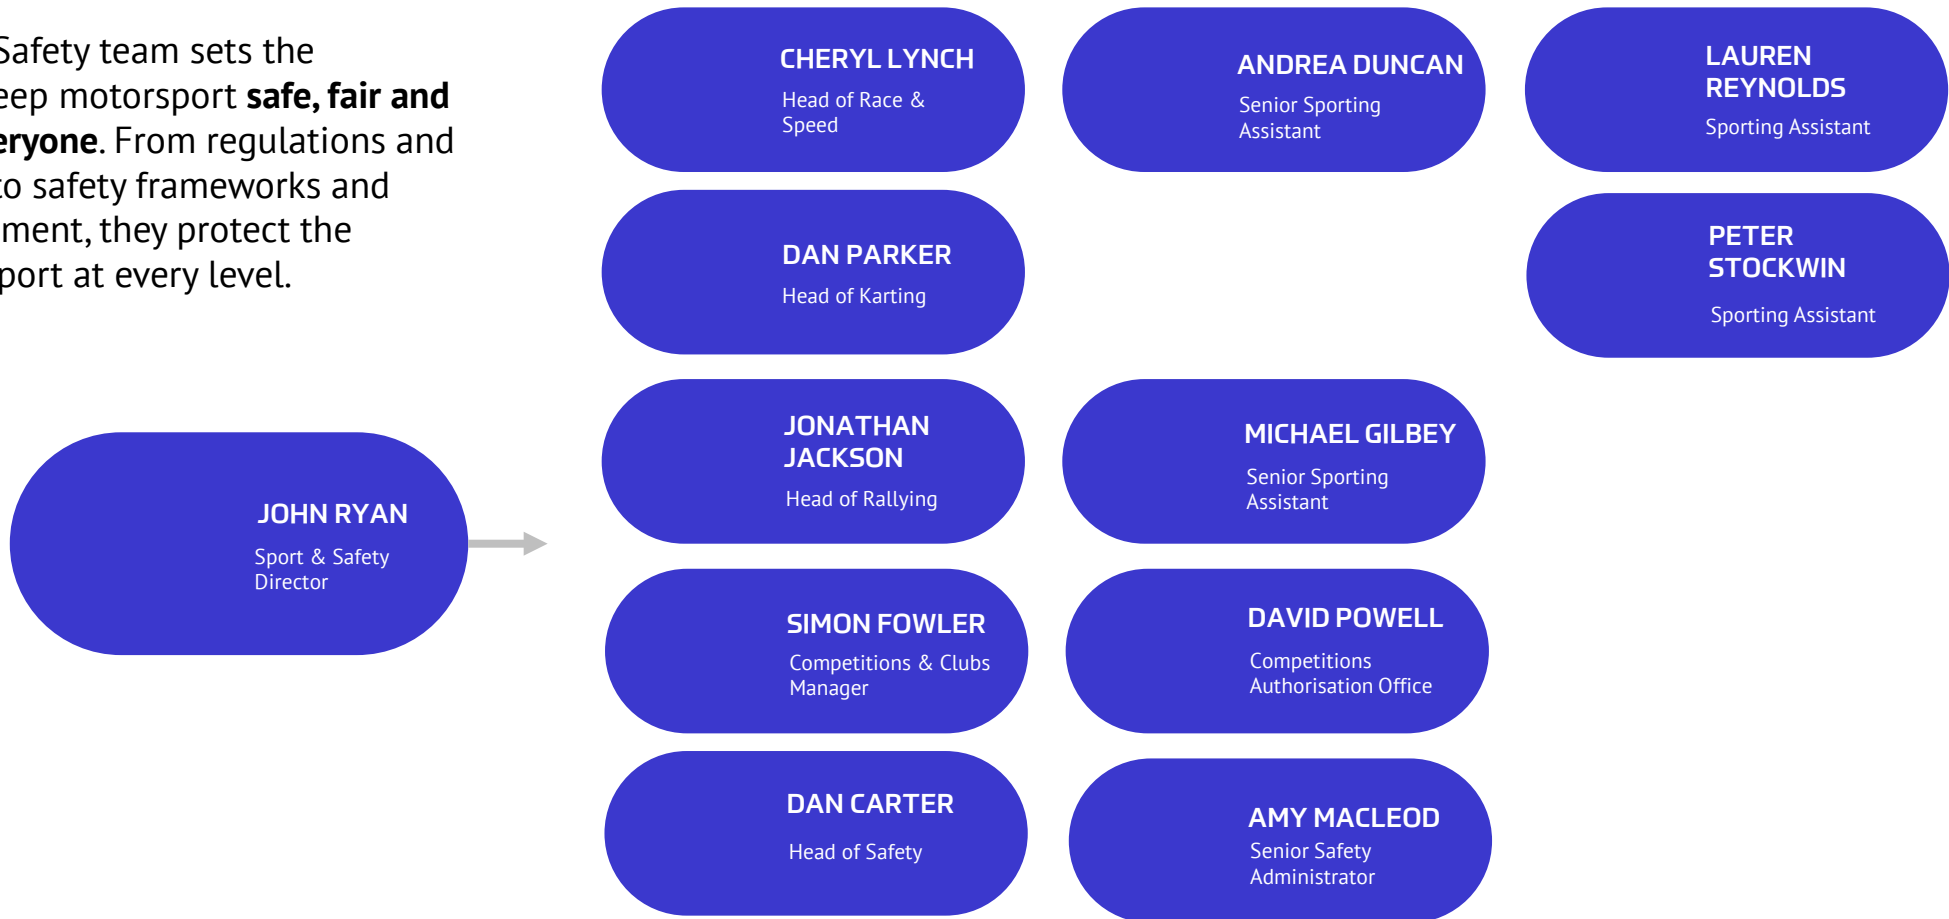 Safety team sets the
eep motorsport safe, fair and
eryone. From regulations and
to safety frameworks and
ment, they protect the
port at every level.
JOHN RYAN
Sport & Safety
Director
CHERYL LYNCH
Head of Race &
Speed
ANDREA DUNCAN
Senior Sporting
Assistant
LAUREN
REYNOLDS
Sporting Assistant
DAN PARKER
Head of Karting
PETER
STOCKWIN
Sporting Assistant
JONATHAN
JACKSON
Head of Rallying
MICHAEL GILBEY
Senior Sporting
Assistant
SIMON FOWLER
Competitions & Clubs
Manager
DAVID POWELL
Competitions
Authorisation Office
DAN CARTER
Head of Safety
AMY MACLEOD
Senior Safety
Administrator